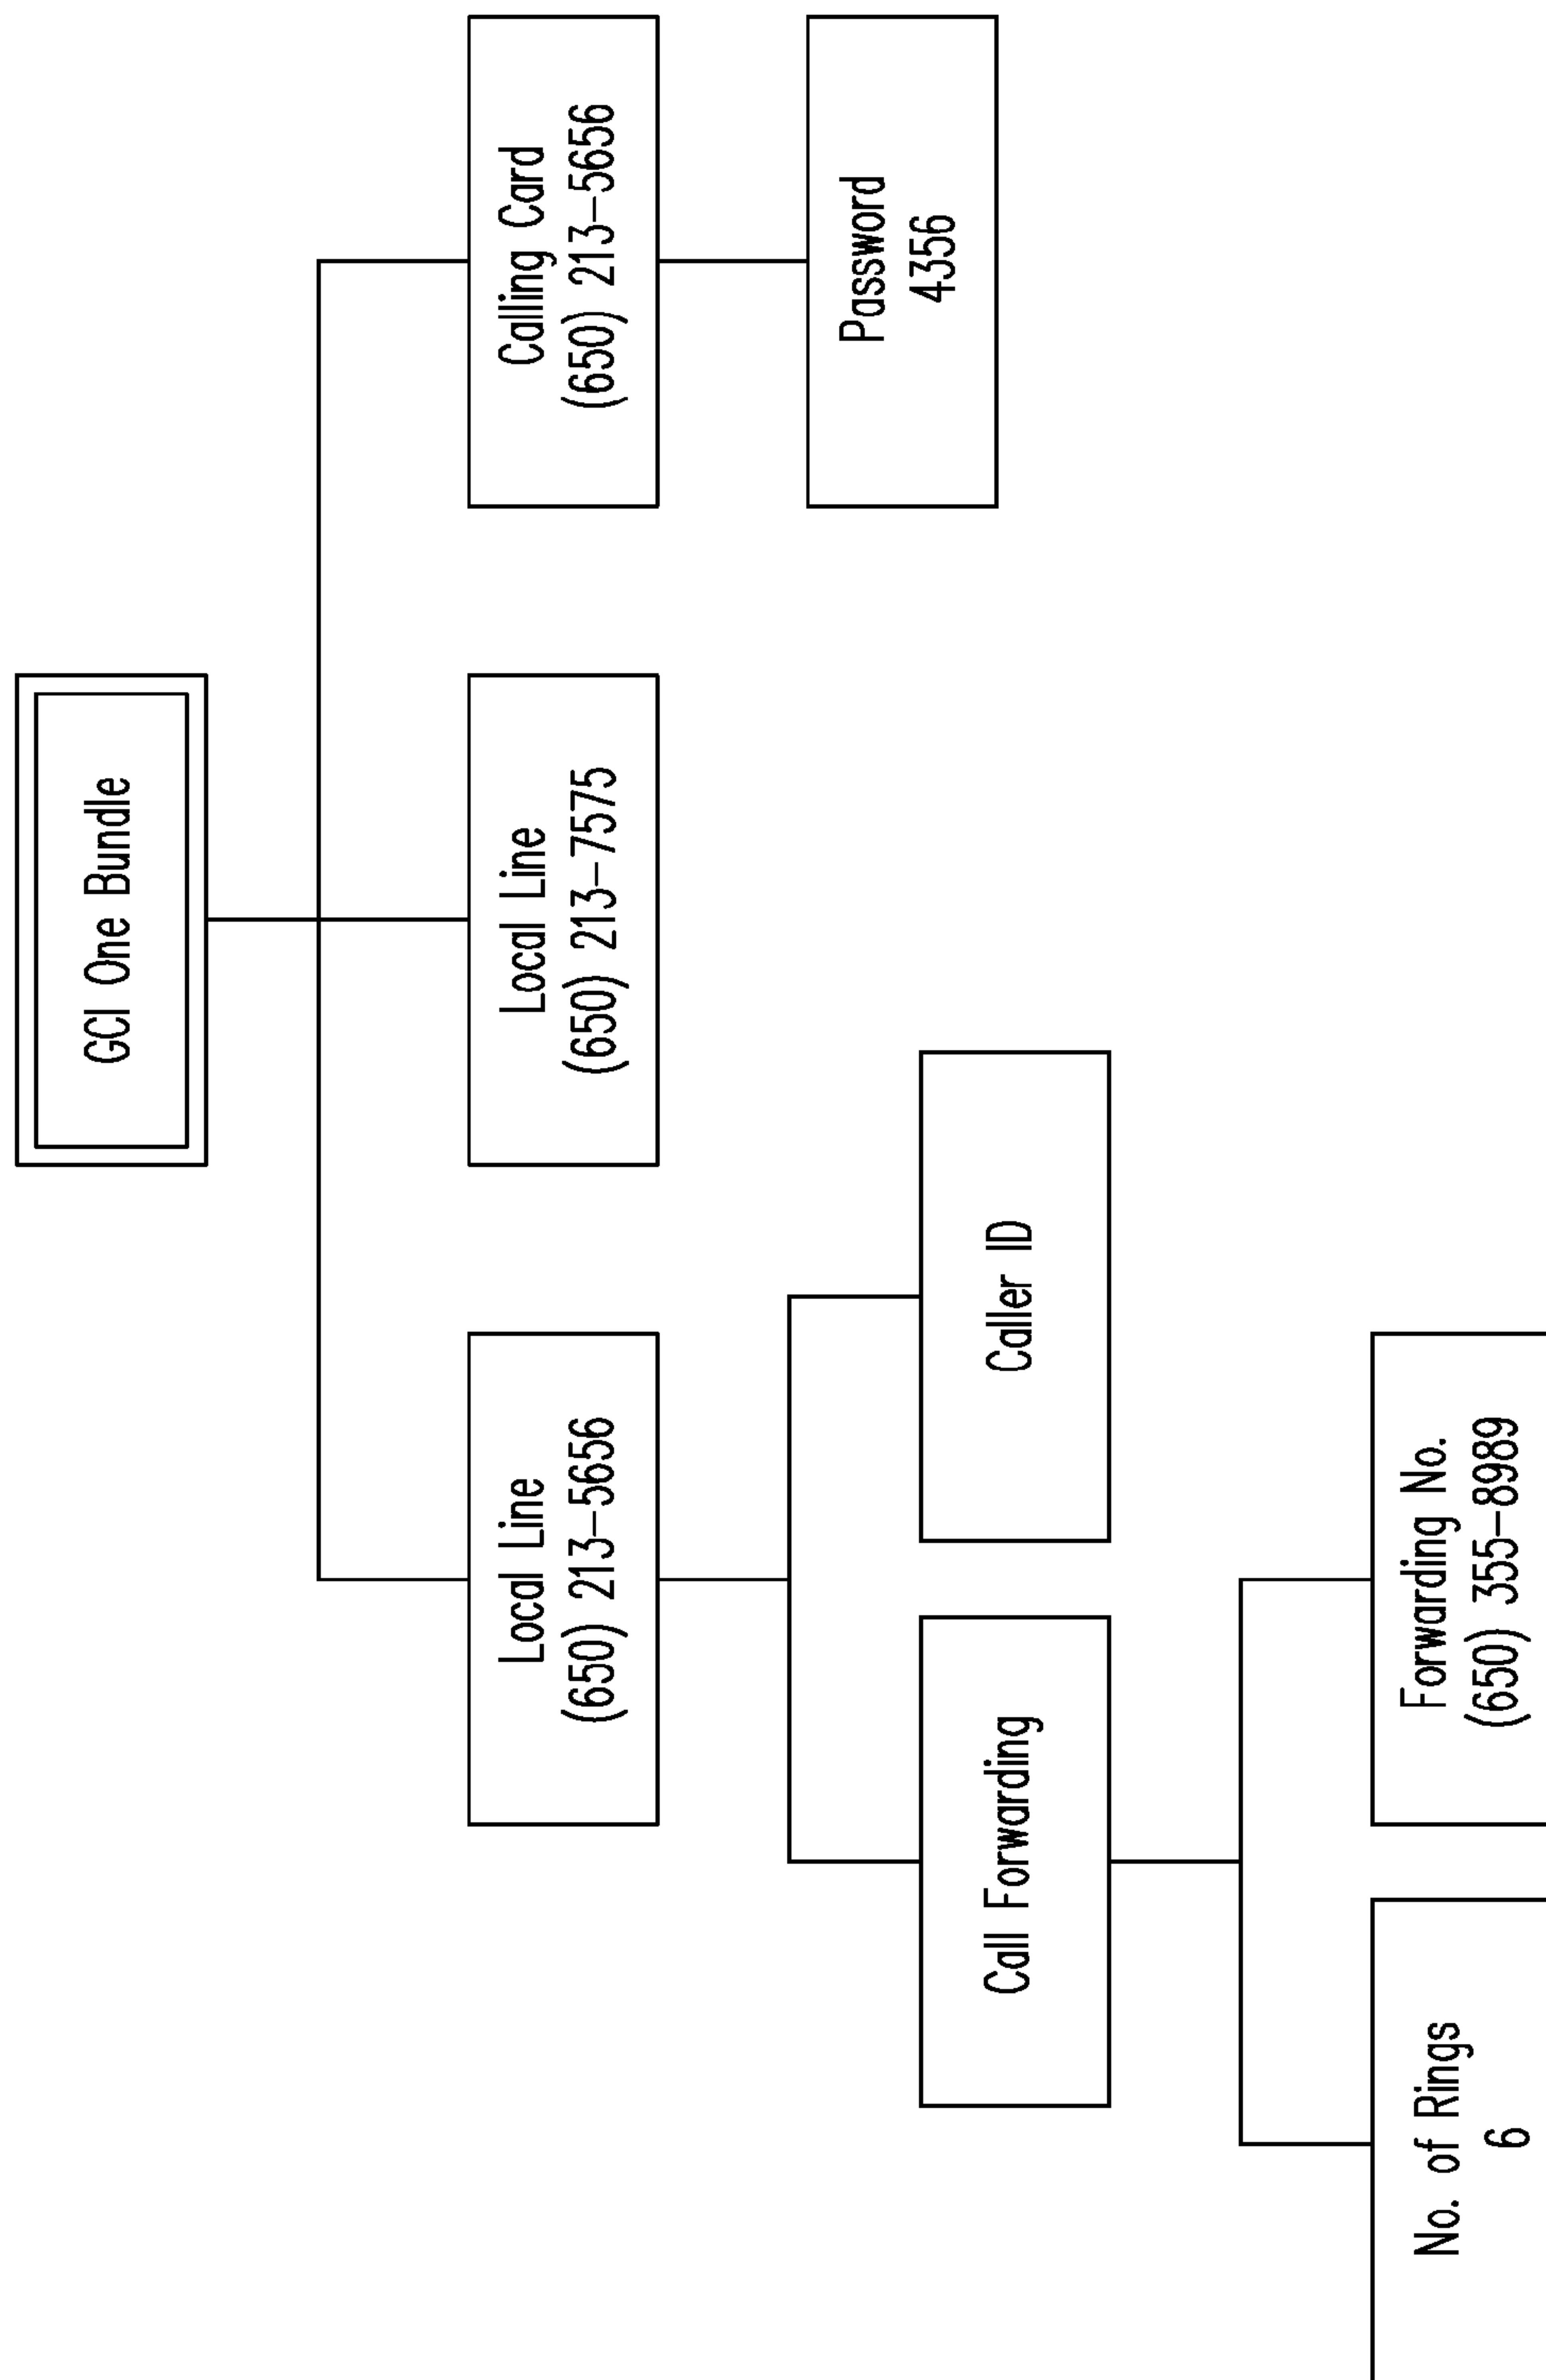 GCI One Bundle
Local Line
(650) 213-5656
Local Line
(650) 213-7575
Calling Card
(650) 213-5656
Call Forwarding
Caller ID
Password
4356
No. of Rings
6
Forwarding No.
(650) 355-8989